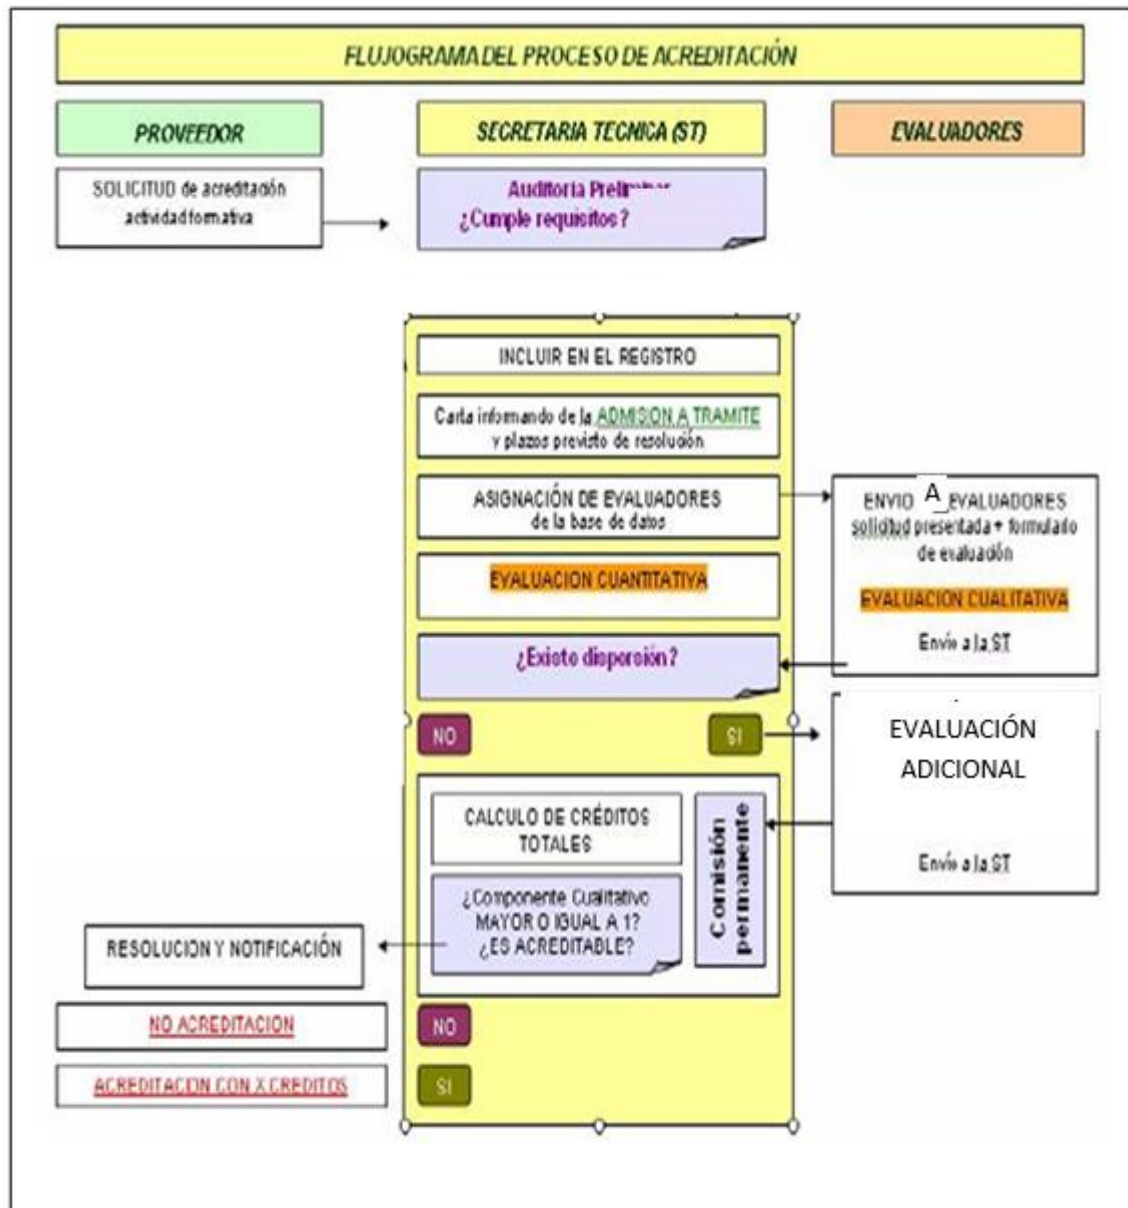 FLUJOGRAMA DEL PROCESO DE ACREDITACIÓN
PROVEEDOR
SECRETARIA TECNICA (ST)
EVALUADORES
SOLICITUD de acreditación
actividad formativa
Auditoría
¿Cumple requisitos?
INCLUIR EN EL REGISTRO
Carta informando de la ADMISION A TRAMITE
y plazos previsto de resolución
ASIGNACIÓN DE EVALUADORES
de la base de datos
EVALUACION CUANTITATIVA
¿Existe dispersión?
NO
SI
ENVIO A EVALUADORES
solicitud presentada + formulario
de evaluación
EVALUACION CUALITATIVA
Envío a la ST
EVALUACIÓN
ADICIONAL
Envío a la ST
CALCULO DE CRÉDITOS
TOTALES
¿Componente Cualitativo
MAYOR O IGUAL A 1?
¿ES ACREDITABLE?
Comisión
permanente
RESOLUCION Y NOTIFICACIÓN
NO ACREDITACION
NO
ACREDITACION CON X CREDITOS
SI